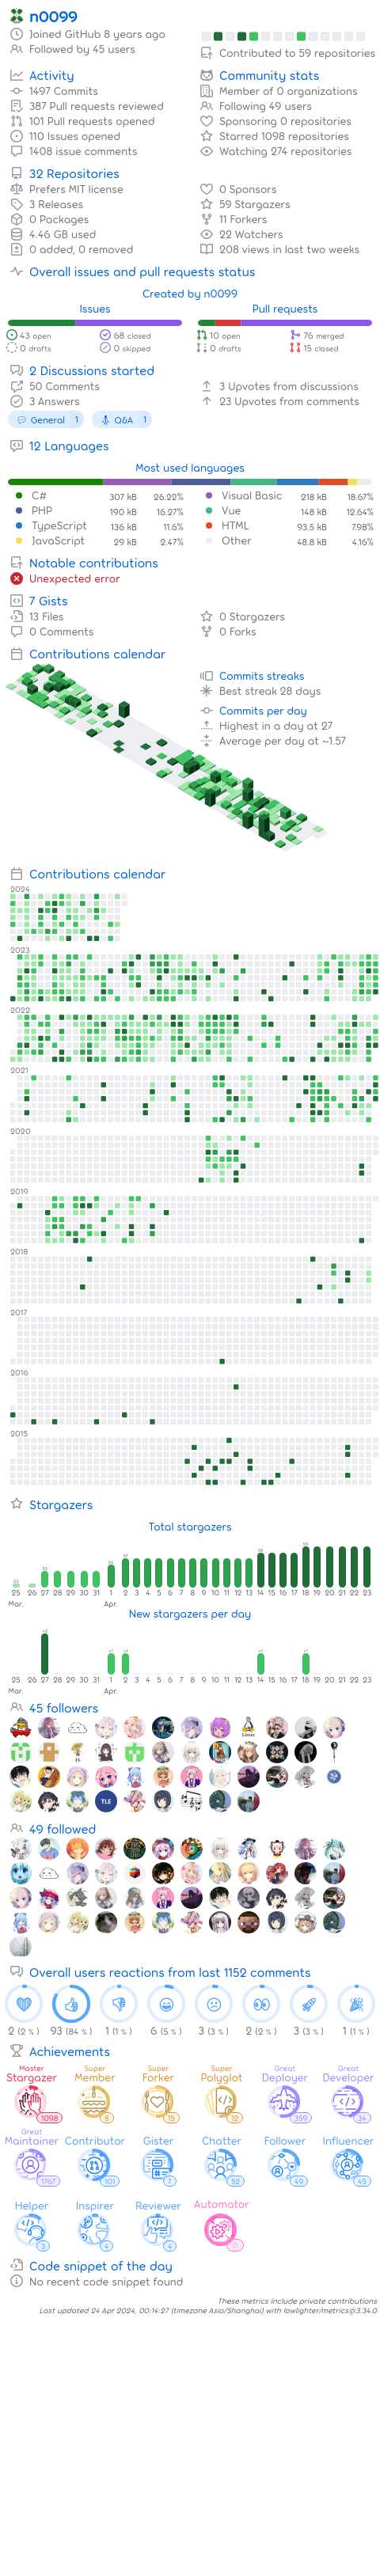 n0099
Joined GitHub 8 years ago
Followed by 45 users
Contributed to 59 repositories
Activity
1497 Commits
387 Pull requests reviewed
101 Pull requests opened
110 Issues opened
1408 issue comments
Community stats
Member of 0 organizations
Following 49 users
Sponsoring 0 repositories
Starred 1098 repositories
Watching 274 repositories
32 Repositories
Prefers MIT license
3 Releases
0 Packages
4.46 GB used
0 added, 0 removed
0 Sponsors
59 Stargazers
11 Forkers
22 Watchers
208 views in last two weeks
Overall issues and pull requests status
Created by n0099
Issues
43 open
68 closed
0 drafts
0 skipped
Pull requests
10 open
76 merged
0 drafts
15 closed
2 Discussions started
50 Comments
3 Answers
3 Upvotes from discussions
23 Upvotes from comments
General 1
Q&A 1
12 Languages
Most used languages
C# 307 kB 26.22%
Visual Basic 218 kB 18.67%
PHP 190 kB 16.27%
Vue 148 kB 12.64%
TypeScript 136 kB 11.6%
HTML 93.5 kB 7.98%
JavaScript 29 kB 2.47%
Other 48.8 kB 4.16%
Notable contributions
Unexpected error
7 Gists
13 Files
0 Comments
0 Stargazers
0 Forks
Contributions calendar
Commits streaks
Best streak 28 days
Commits per day
Highest in a day at 27
Average per day at ~1.57
Contributions calendar
2024
2023
2022
2021
2020
2019
2018
2017
2016
2015
Stargazers
Total stargazers
25 26 27 28 29 30 31 1 2 3 4 5 6 7 8 9 10 11 12 13 14 15 16 17 18 19 20 21 22 23
Mar. Apr.
New stargazers per day
25 26 27 28 29 30 31 1 2 3 4 5 6 7 8 9 10 11 12 13 14 15 16 17 18 19 20 21 22 23
Mar. Apr.
45 followers
Linux
TLE
49 followed
Overall users reactions from last 1152 comments
2 (2 %) 93 (84 %) 1 (1 %) 6 (5 %) 3 (3 %) 2 (2 %) 3 (3 %) 1 (1 %)
Achievements
Master Super Super Super Great Great
Stargazer Member Forker Polyglot Deployer Developer
1098 8 15 12 359 34
Great
Maintainer Contributor Gister Chatter Follower Influencer
1767 101 7 52 49 45
Helper Inspirer Reviewer Automator
3 4 4
Code snippet of the day
No recent code snippet found
These metrics include private contributions
Last updated 24 Apr 2024, 00:14:27 (timezone Asia/Shanghai) with lowlighter/metrics@3.34.0